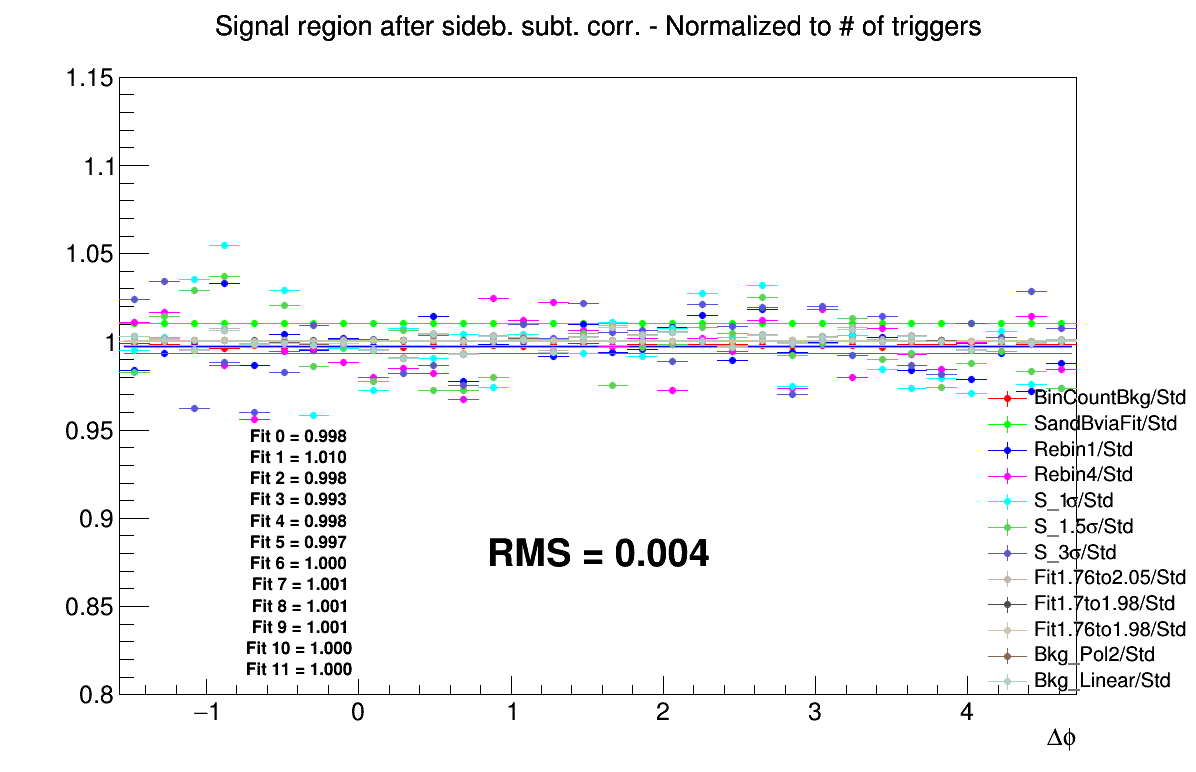 Signal region after sideb. subt. corr. - Normalized to # of triggers
1.15
1.1
1.05
1
0.95
0.9
0.85
0.8
Fit 0 = 0.998
Fit 1 = 1.010
Fit 2 = 0.998
Fit 3 = 0.993
Fit 4 = 0.998
Fit 5 = 0.997
Fit 6 = 1.000
Fit 7 = 1.001
Fit 8 = 1.001
Fit 9 = 1.001
Fit 10 = 1.000
Fit 11 = 1.000
RMS = 0.004
BinCountBkg/Std
SandBviaFit/Std
Rebin1/Std
Rebin4/Std
S_1σ/Std
S_1.5σ/Std
S_3σ/Std
Fit1.76to2.05/Std
Fit1.7to1.98/Std
Fit1.76to1.98/Std
Bkg_Pol2/Std
Bkg_Linear/Std
−1 0 1 2 3 4
Δϕ